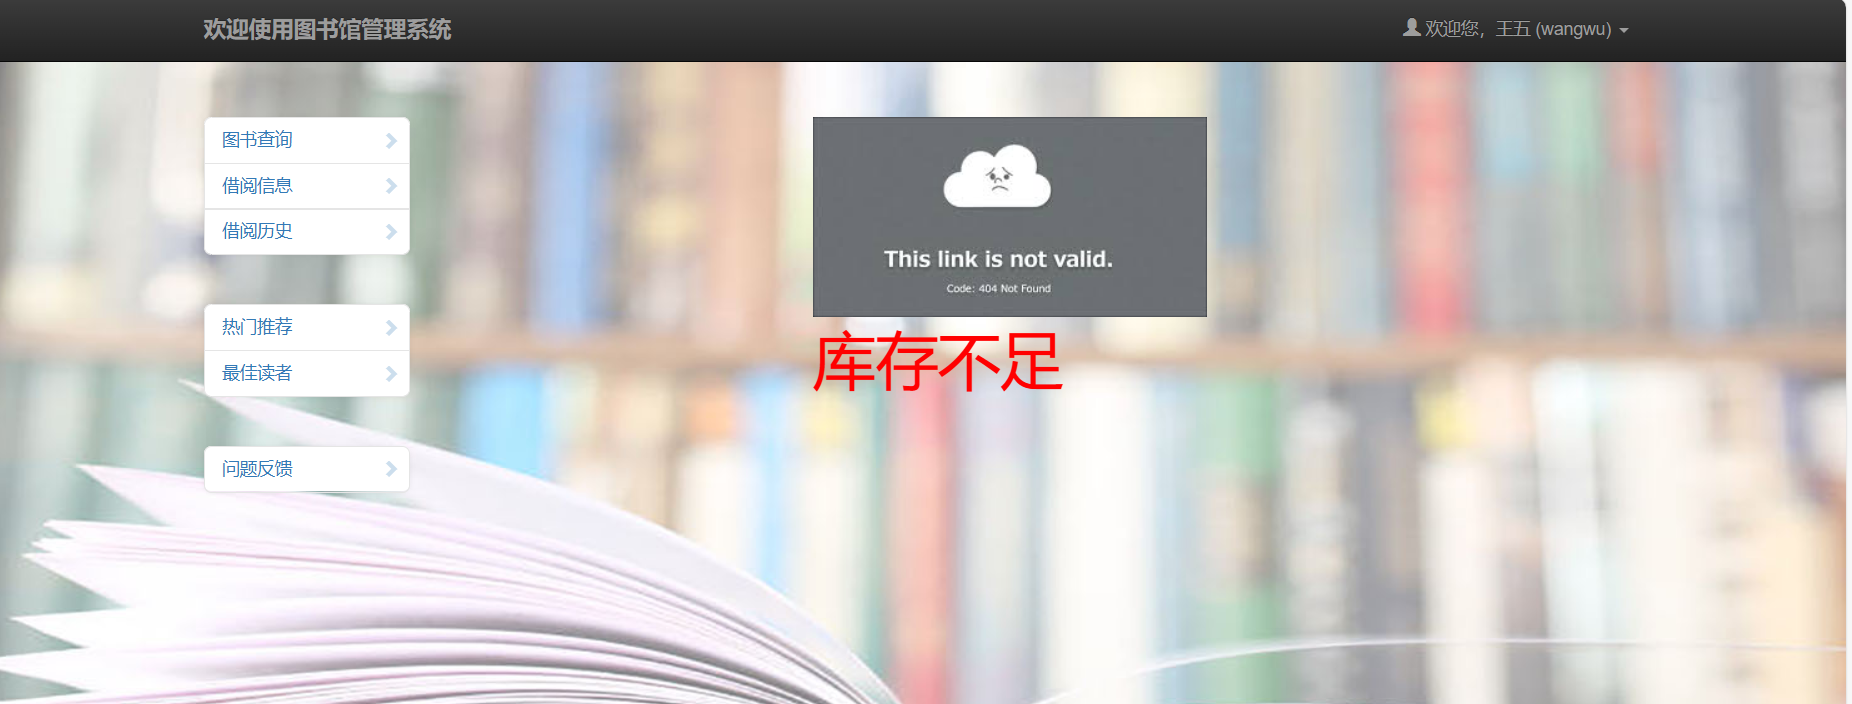 欢迎使用图书馆管理系统
欢迎您，王五 (wangwu)
图书查询
借阅信息
借阅历史
热门推荐
最佳读者
问题反馈
This link is not valid.
Code: 404 Not Found
库存不足